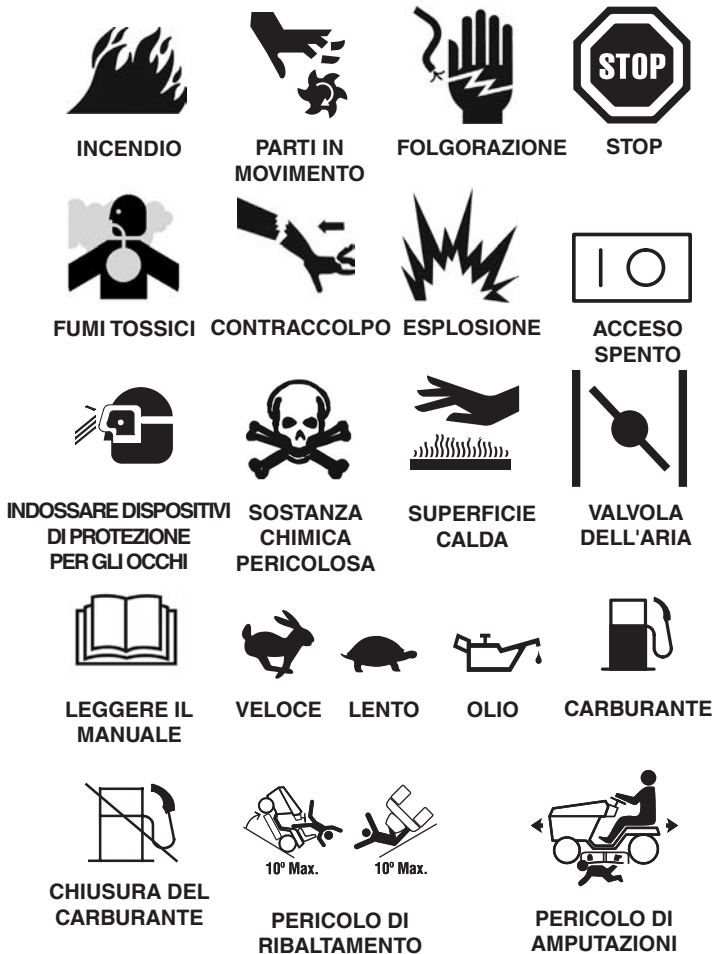 STOP
INCENDIO
PARTI IN
MOVIMENTO
FOLGORAZIONE
STOP
FUMI TOSSICI
CONTRACCOLPO
ESPLOSIONE
ACCESO
SPENTO
INDOSSARE DISPOSITIVI
DI PROTEZIONE
PER GLI OCCHI
SOSTANZA
CHIMICA
PERICOLOSA
SUPERFICIE
CALDA
VALVOLA
DELL'ARIA
LEGGERE IL
MANUALE
VELOCE
LENTO
OLIO
CARBURANTE
CHIUSURA DEL
CARBURANTE
10º Max.
10º Max.
PERICOLO DI
RIBALTAMENTO
PERICOLO DI
AMPUTAZIONI